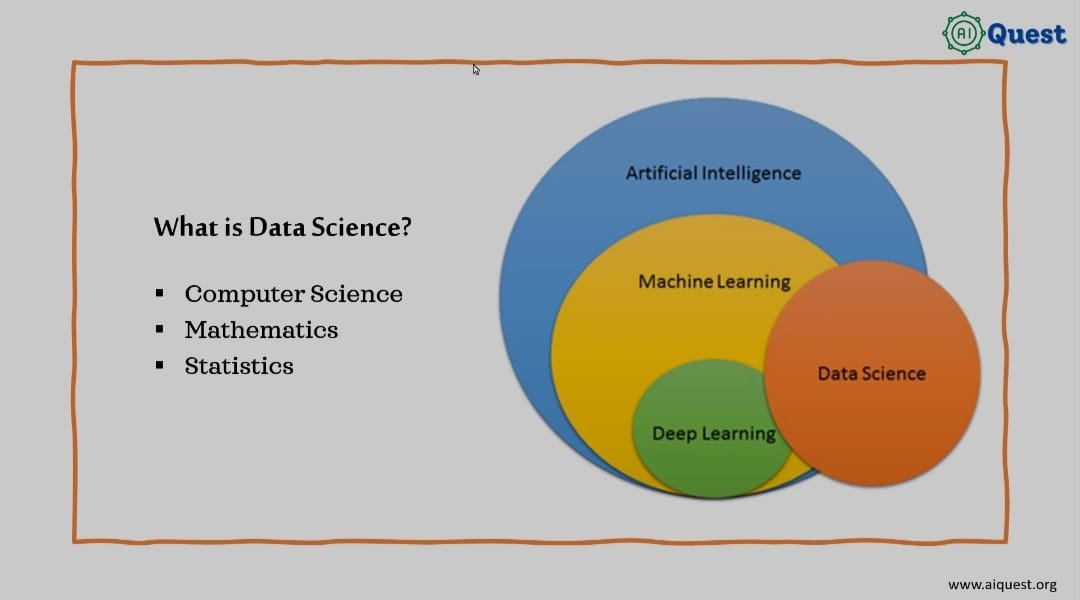 AI Quest
What is Data Science?
▪ Computer Science
▪ Mathematics
▪ Statistics
Artificial Intelligence
Machine Learning
Data Science
Deep Learning
www.aiquest.org